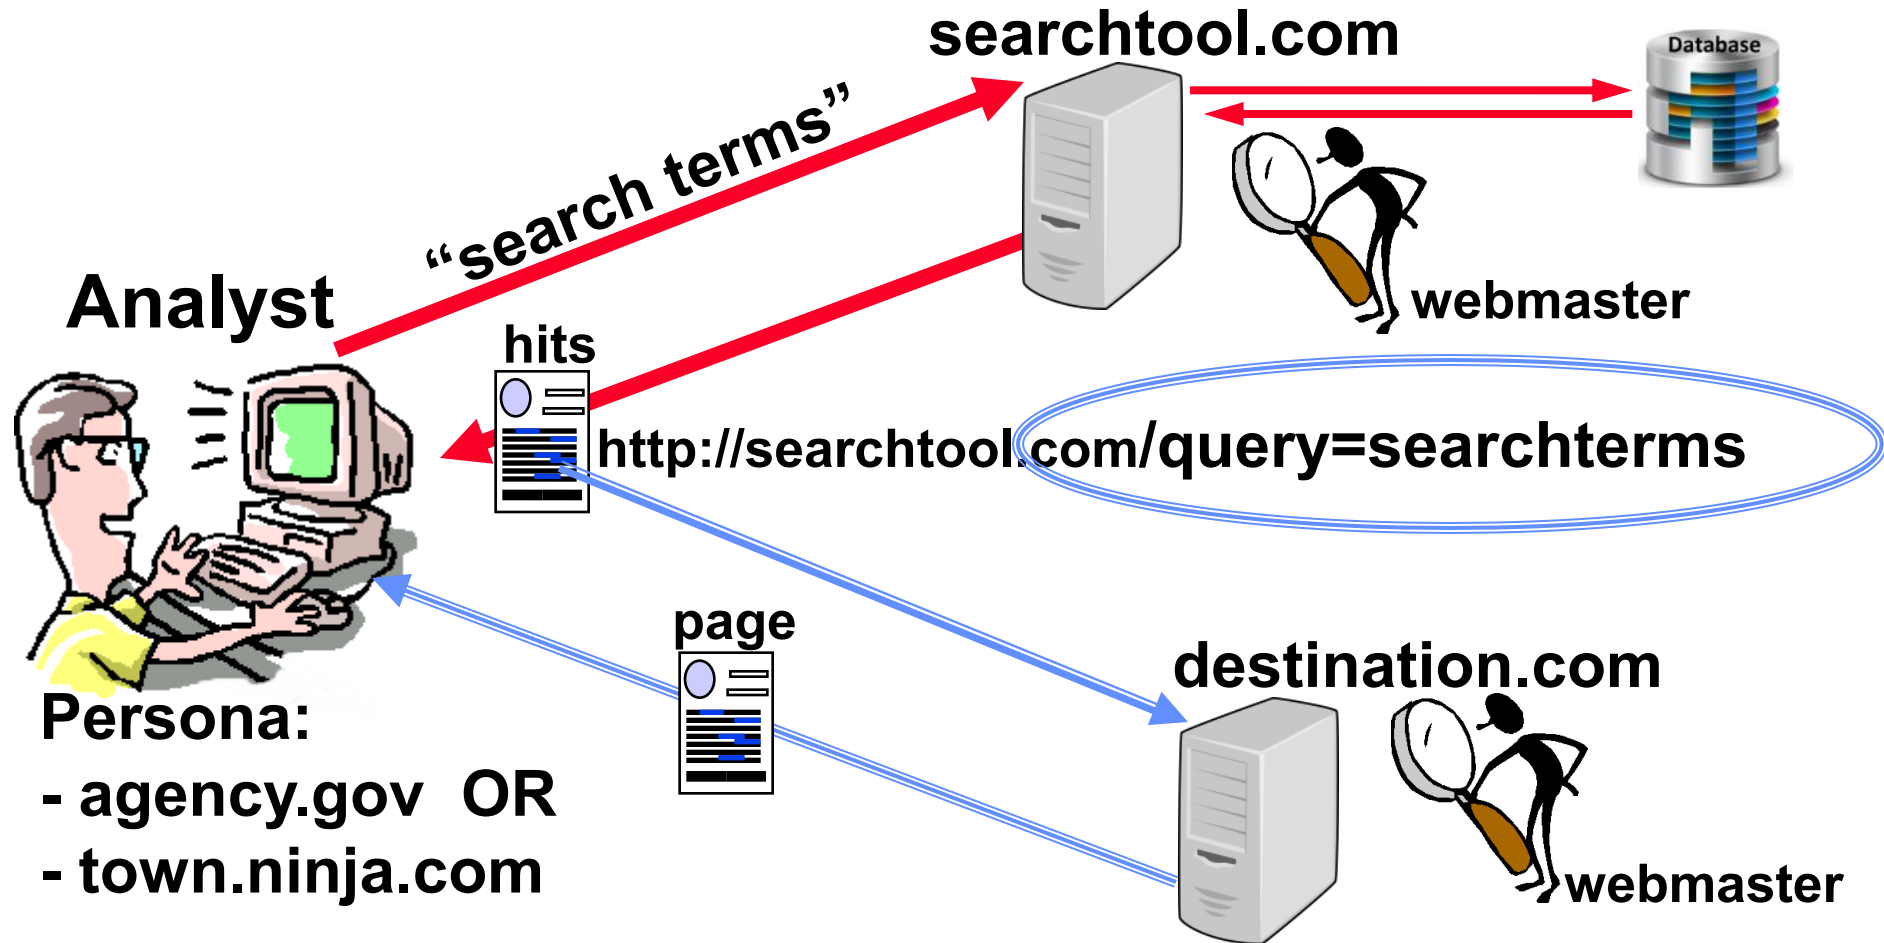 searchtool.com
Database
“search terms”
webmaster
Analyst
hits
http://searchtool.com/query=searchterms
page
destination.com
webmaster
Persona:
- agency.gov OR
- town.ninja.com